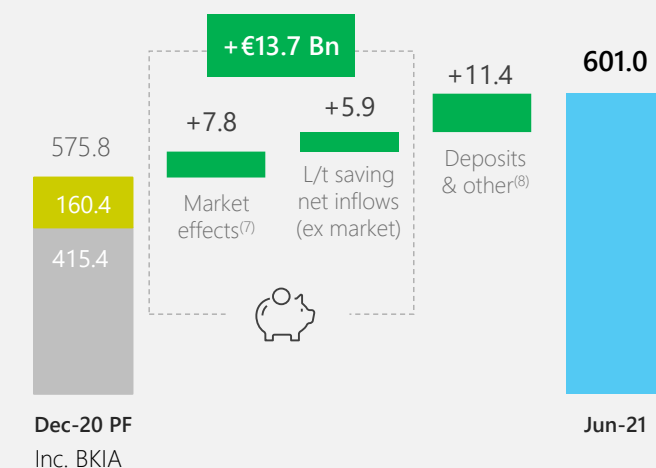 +€13.7 Bn
601.0
+11.4
+5.9
+7.8
575.8
160.4
415.4
Market
effects(7)
L/t saving
net inflows
(ex market)
Deposits
& other(8)
Dec-20 PF
Inc. BKIA
Jun-21